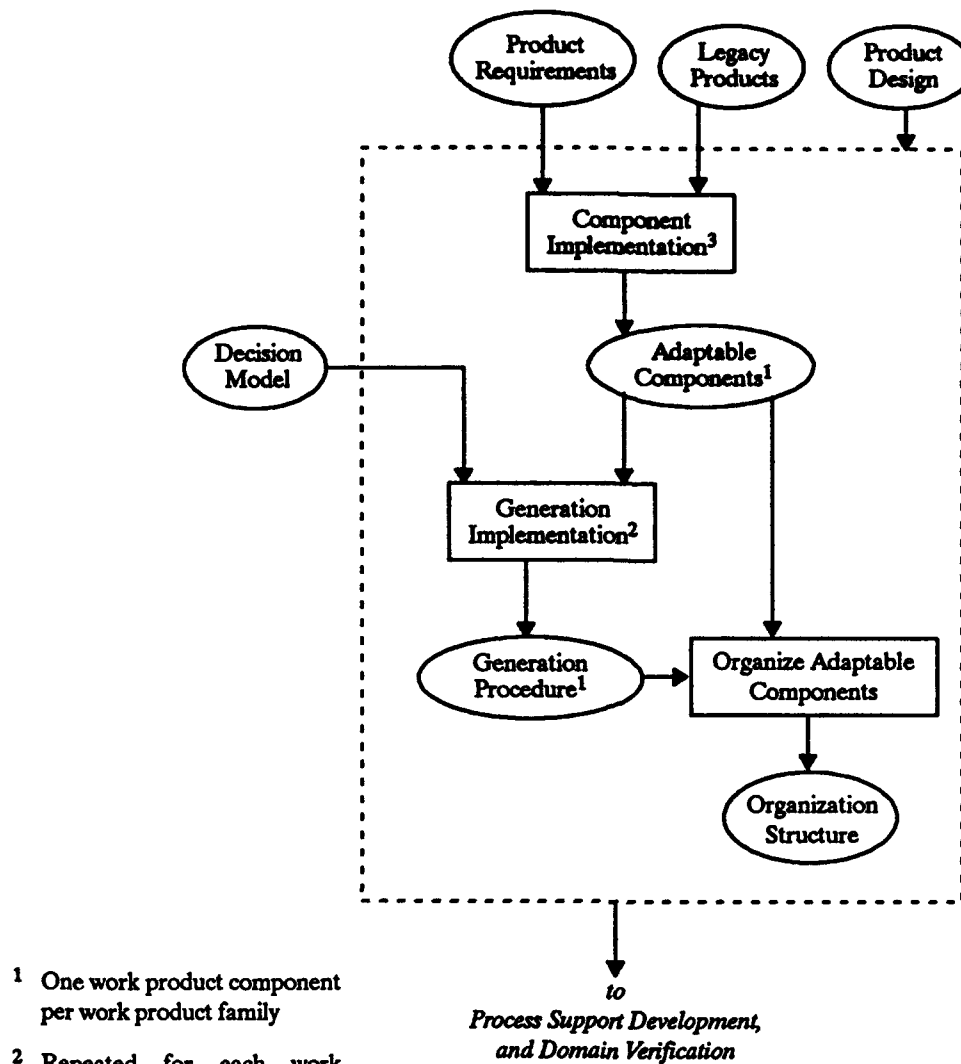 Product
Requirements
Legacy
Products
Product
Design
Component
Implementation³
Decision
Model
Adaptable
Components¹
Generation
Implementation²
Generation
Procedure¹
Organize Adaptable
Components
Organization
Structure
¹ One work product component
per work product family
² Repeated for each work
to
Process Support Development,
and Domain Verification